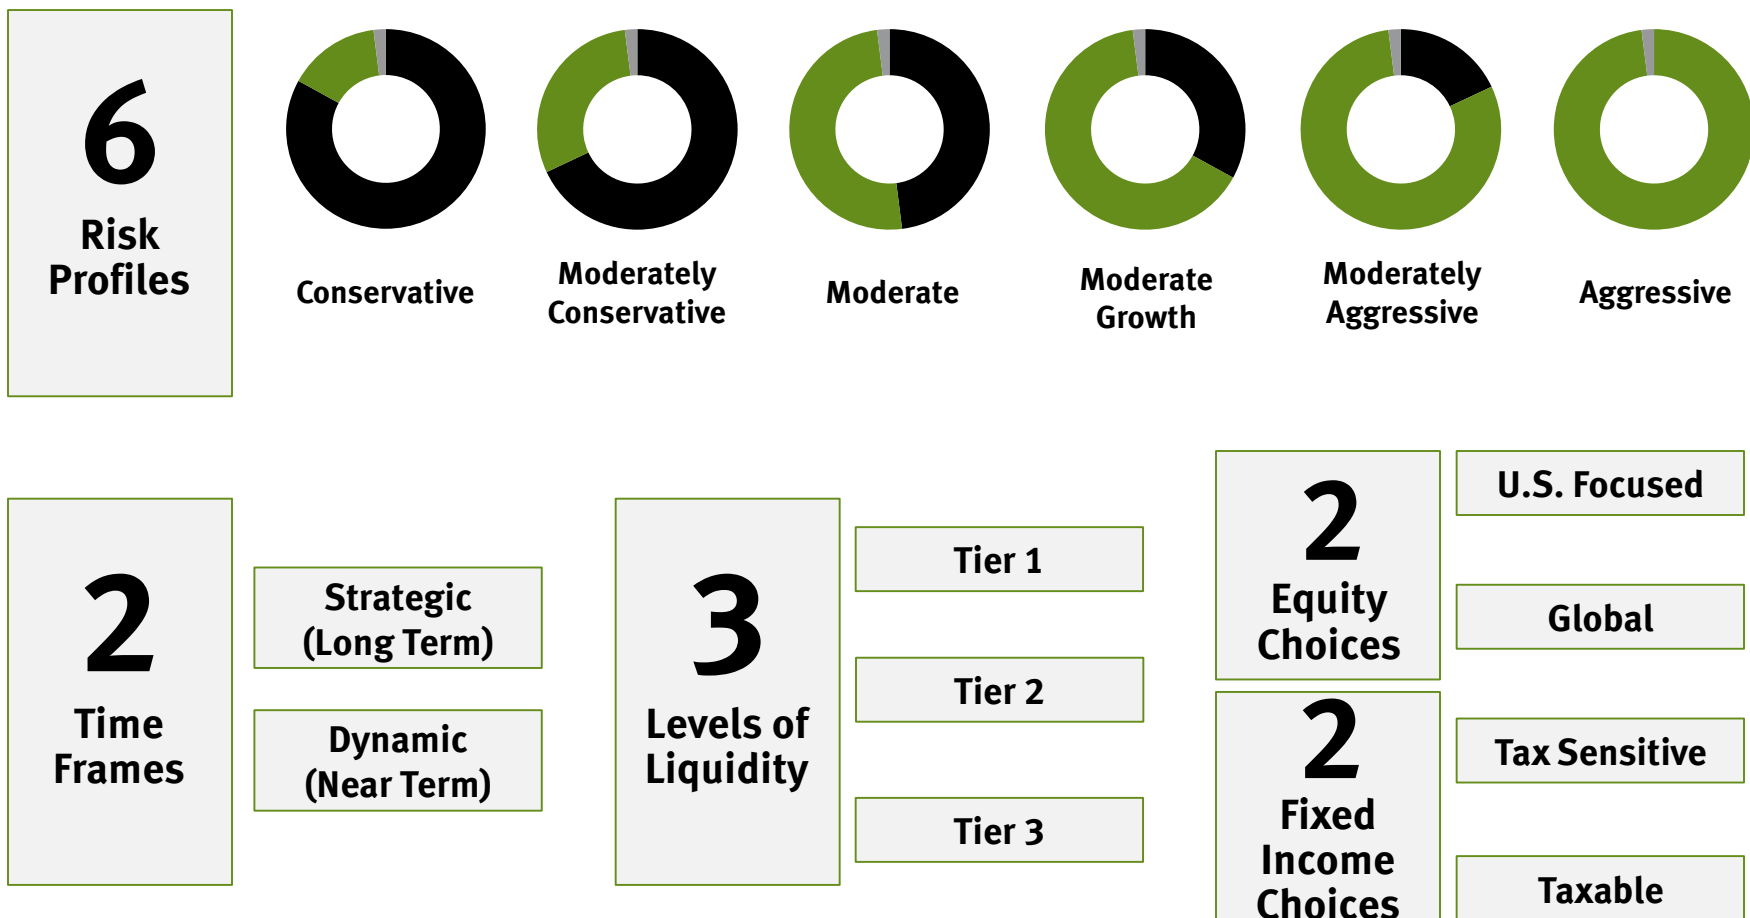 6
Risk
Profiles
Conservative
Moderately
Conservative
Moderate
Moderate
Growth
Moderately
Aggressive
Aggressive
2
Time
Frames
Strategic
(Long Term)
Dynamic
(Near Term)
3
Levels of
Liquidity
Tier 1
Tier 2
Tier 3
2
Equity
Choices
U.S. Focused
Global
2
Fixed
Income
Choices
Tax Sensitive
Taxable